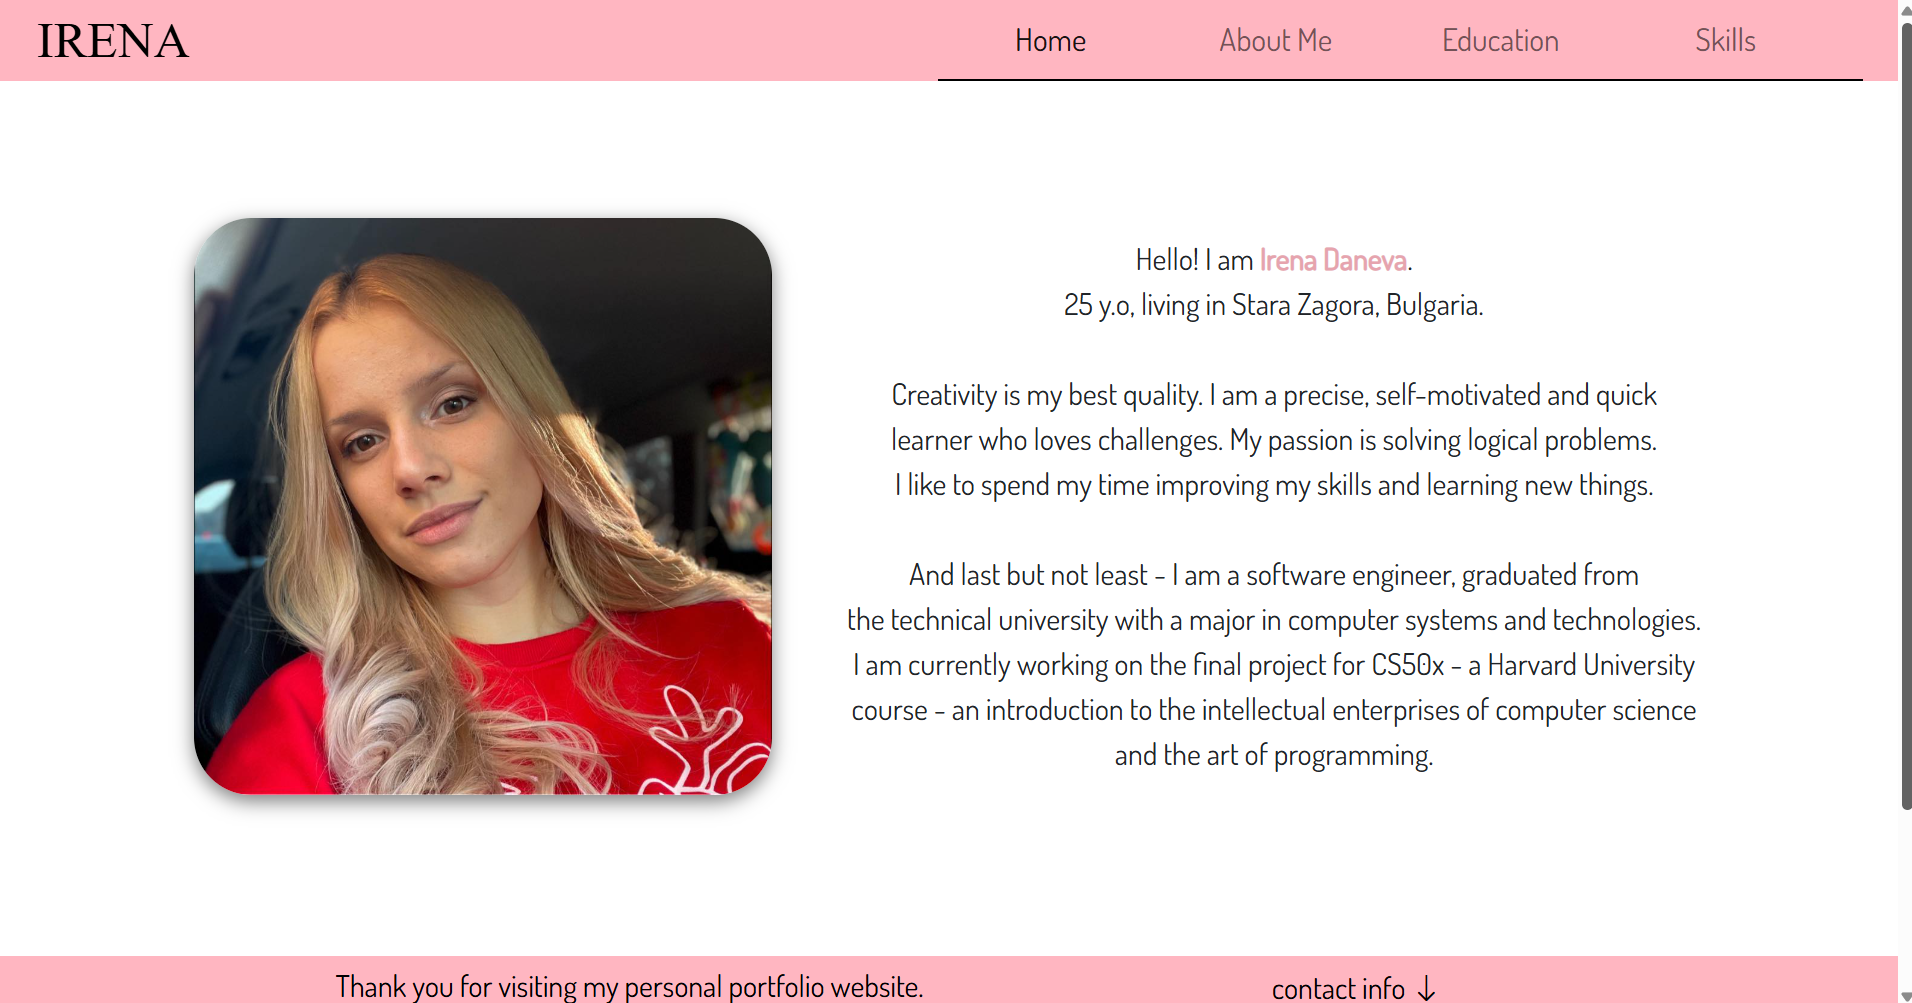 IRENA
Home About Me Education Skills
Hello! I am Irena Daneva.
25 y.o, living in Stara Zagora, Bulgaria.
Creativity is my best quality. I am a precise, self-motivated and quick
learner who loves challenges. My passion is solving logical problems.
I like to spend my time improving my skills and learning new things.
And last but not least - I am a software engineer, graduated from
the technical university with a major in computer systems and technologies.
I am currently working on the final project for CS50x - a Harvard University
course - an introduction to the intellectual enterprises of computer science
and the art of programming.
Thank you for visiting my personal portfolio website.
contact info ↓